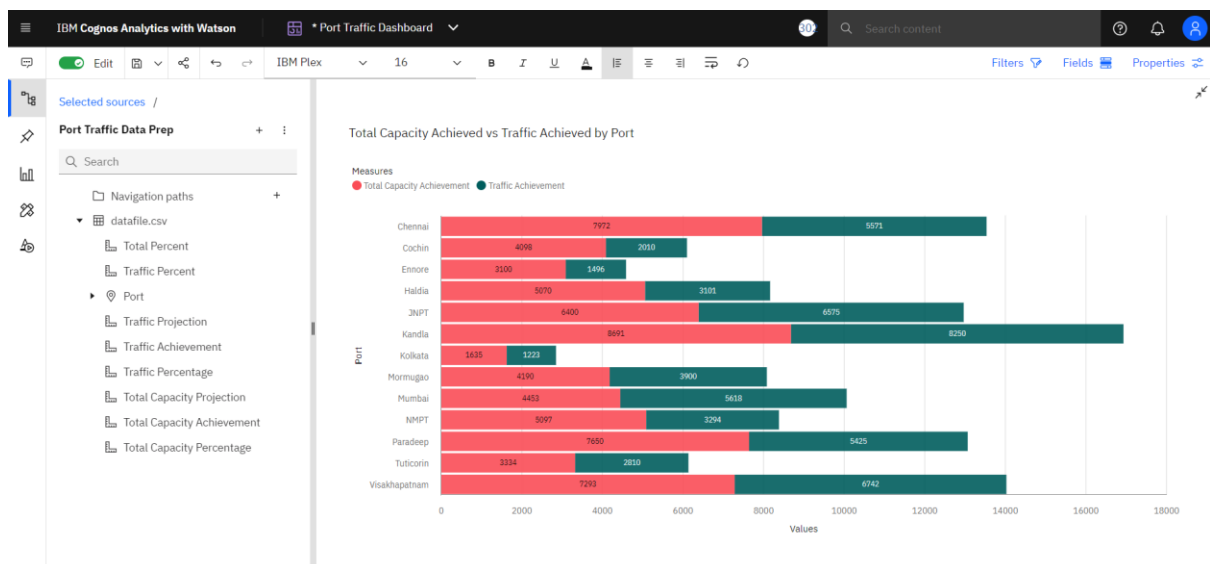 IBM Cognos Analytics with Watson
* Port Traffic Dashboard
Search content
Edit
IBM Plex
16
B I U A
Filters
Fields
Properties
Selected sources /
Port Traffic Data Prep
Search
Navigation paths
datafile.csv
Total Percent
Traffic Percent
Port
Traffic Projection
Traffic Achievement
Traffic Percentage
Total Capacity Projection
Total Capacity Achievement
Total Capacity Percentage
Total Capacity Achieved vs Traffic Achieved by Port
Measures
Total Capacity Achievement Traffic Achievement
Port
Chennai 7972 5571
Cochin 4098 2010
Ennore 3100 1496
Haldia 5070 3101
JNPT 6400 6575
Kandla 8691 8250
Kolkata 1635 1223
Mormugao 4190 3900
Mumbai 4453 5618
NMPT 5097 3294
Paradeep 7650 5425
Tuticorin 3334 2810
Visakhapatnam 7293 6742
0 2000 4000 6000 8000 10000 12000 14000 16000 18000
Values